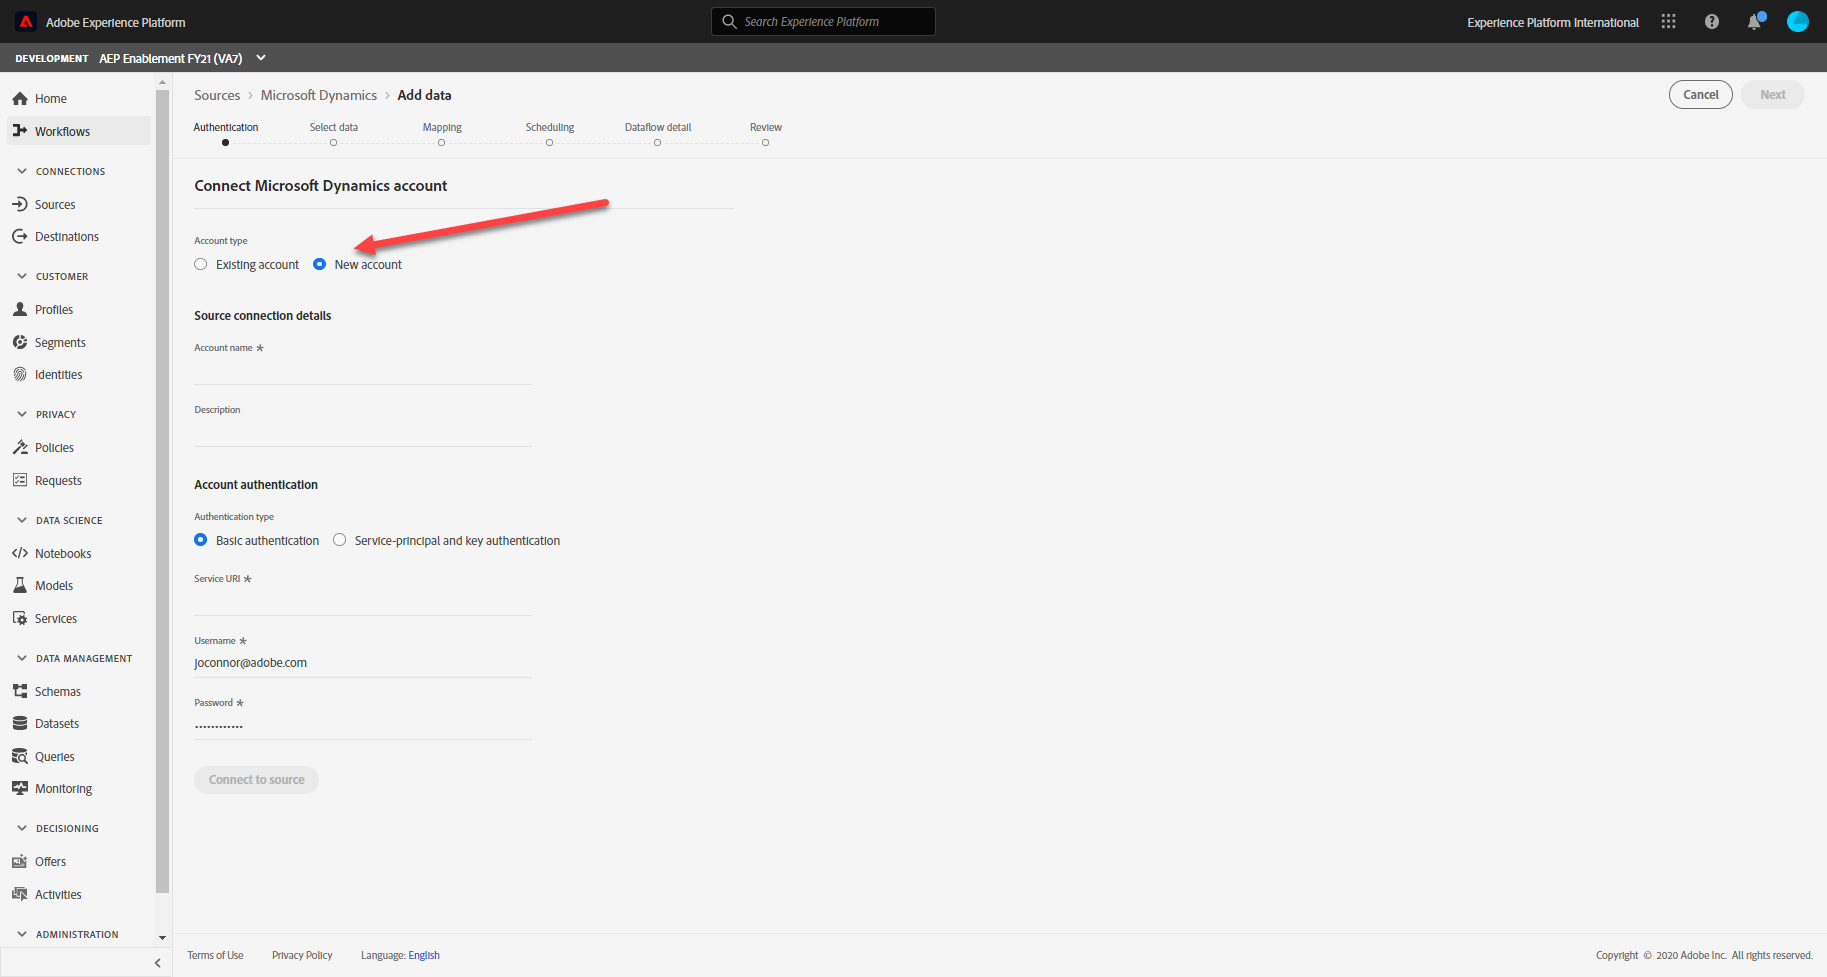 Adobe Experience Platform
Search Experience Platform
Experience Platform International
DEVELOPMENT AEP Enablement FY21 (VA7)
Home
Workflows
CONNECTIONS
Sources
Destinations
CUSTOMER
Profiles
Segments
Identities
PRIVACY
Policies
Requests
DATA SCIENCE
Notebooks
Models
Services
DATA MANAGEMENT
Schemas
Datasets
Queries
Monitoring
DECISIONING
Offers
Activities
ADMINISTRATION
Sources > Microsoft Dynamics > Add data
Cancel Next
Authentication Select data Mapping Scheduling Dataflow detail Review
Connect Microsoft Dynamics account
Account type
Existing account New account
Source connection details
Account name *
Description
Account authentication
Authentication type
Basic authentication Service-principal and key authentication
Service URI *
Username *
joconnor@adobe.com
Password *
••••••••••••
Connect to source
Terms of Use Privacy Policy Language: English
Copyright © 2020 Adobe Inc. All rights reserved.